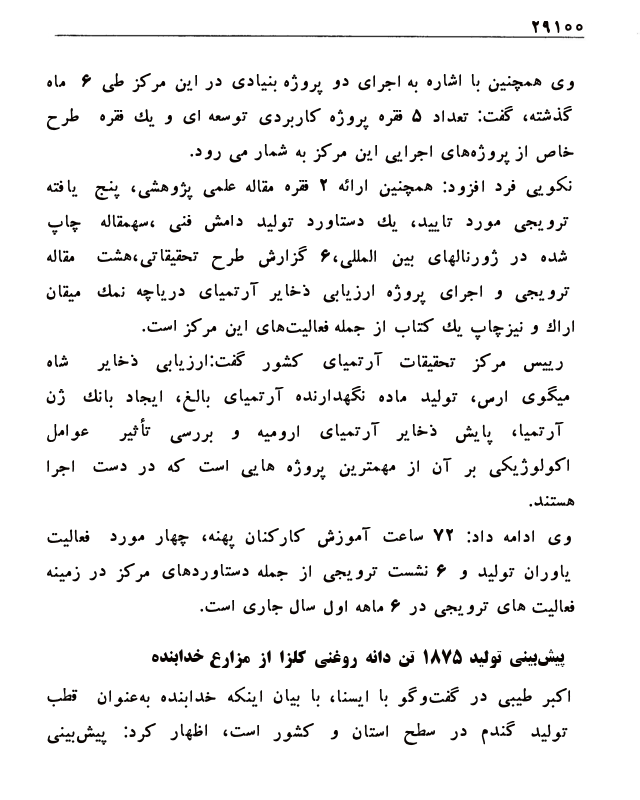 ۲۹۱۰۰
وی همچنین با اشاره به اجرای دو پروژه بنیادی در این مرکز طی ۶ ماه
گذشته، گفت: تعداد ۵ فقره پروژه کاربردی توسعه ای و یك فقره طرح
خاص از پروژه‌های اجرایی این مرکز به شمار می رود.
نکویی فرد افزود: همچنین ارائه ۲ فقره مقاله علمی پژوهشی، پنج یافته
ترویجی مورد تایید، یك دستاورد تولید دامش فنی ،سهمقاله چاپ
شده در ژورنالهای بین المللی،۶ گزارش طرح تحقیقاتی،هشت مقاله
ترویجی و اجرای پروژه ارزیابی ذخایر آرتمیای دریاچه نمك میقان
اراك و نیزچاپ یك کتاب از جمله فعالیت‌های این مرکز است.
رییس مرکز تحقیقات آرتمیای کشور گفت:ارزیابی ذخایر شاه
میگوی ارس، تولید ماده نگهدارنده آرتمیای بالغ، ایجاد بانك ژن
آرتمیا، پایش ذخایر آرتمیای ارومیه و بررسی تأثیر عوامل
اکولوژیکی بر آن از مهمترین پروژه هایی است که در دست اجرا
هستند.
وی ادامه داد: ۷۲ ساعت آموزش کارکنان پهنه، چهار مورد فعالیت
یاوران تولید و ۶ نشست ترویجی از جمله دستاوردهای مرکز در زمینه
فعالیت های ترویجی در ۶ ماهه اول سال جاری است.
پیش‌بینی تولید ۱۸۷۵ تن دانه روغنی کلزا از مزارع خدابنده
اکبر طیبی در گفت‌وگو با ایسنا، با بیان اینکه خدابنده به‌عنوان قطب
تولید گندم در سطح استان و کشور است، اظهار کرد: پیش‌بینی